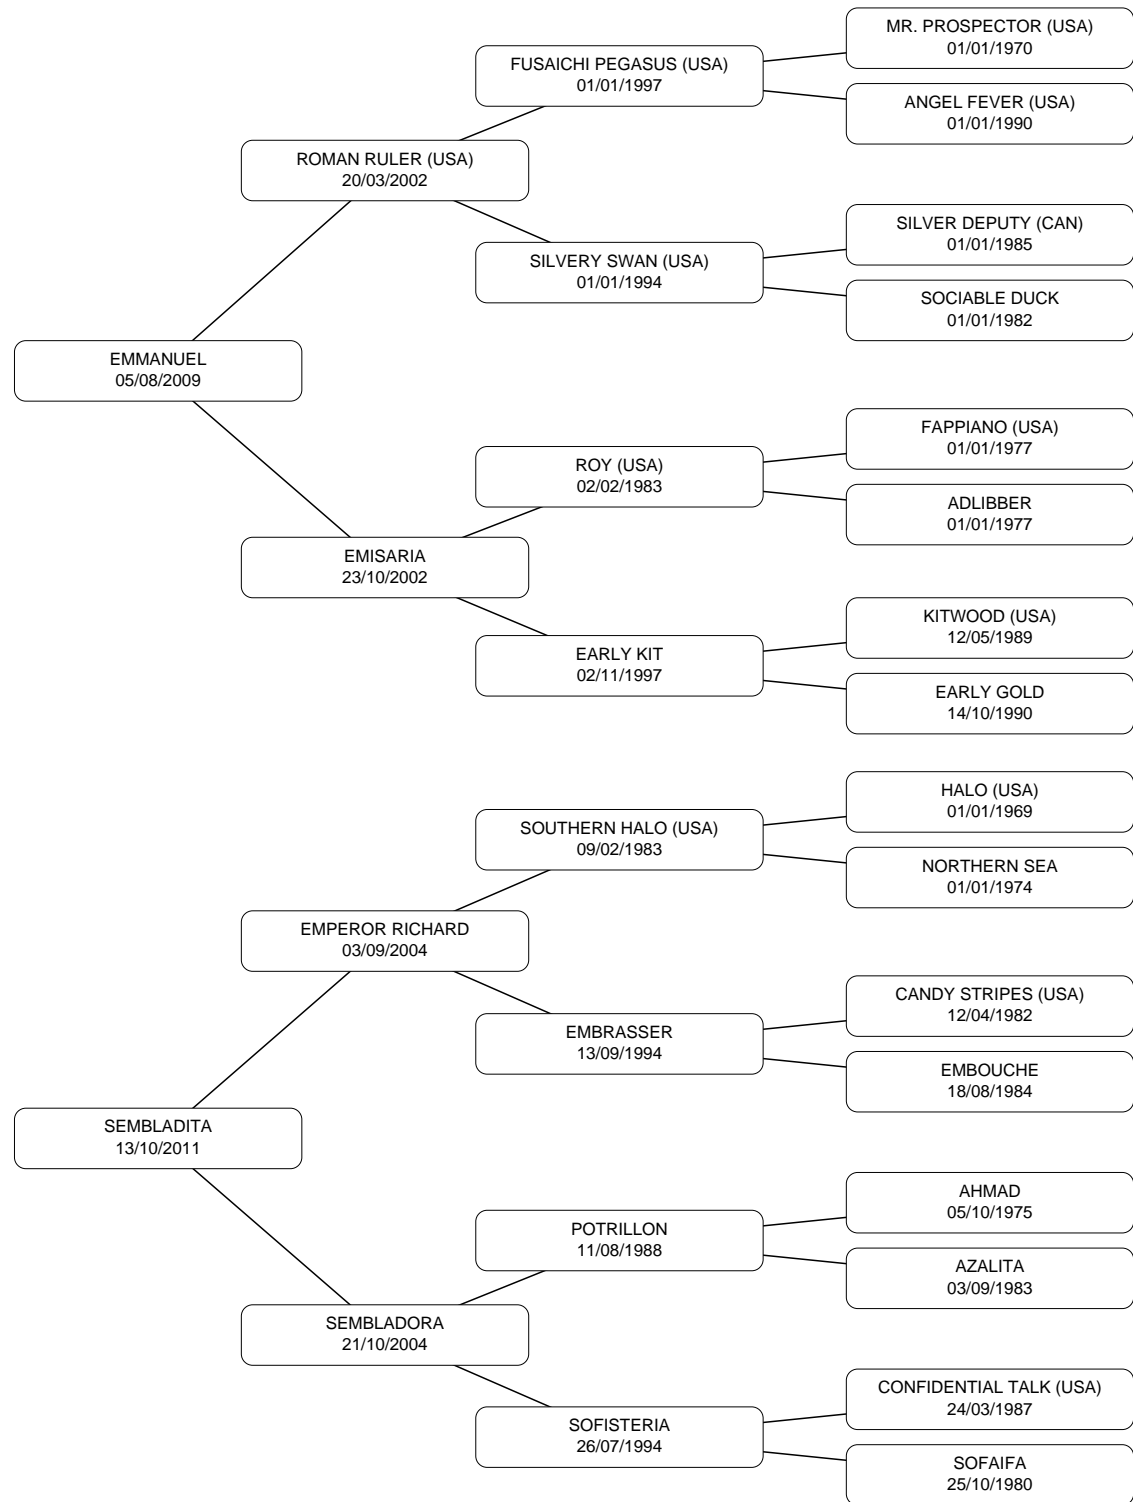 MR. PROSPECTOR (USA)
01/01/1970
FUSAICHI PEGASUS (USA)
01/01/1997
ANGEL FEVER (USA)
01/01/1990
ROMAN RULER (USA)
20/03/2002
SILVER DEPUTY (CAN)
01/01/1985
SILVERY SWAN (USA)
01/01/1994
SOCIABLE DUCK
01/01/1982
EMMANUEL
05/08/2009
FAPPIANO (USA)
01/01/1977
ROY (USA)
02/02/1983
ADLIBBER
01/01/1977
EMISARIA
23/10/2002
KITWOOD (USA)
12/05/1989
EARLY KIT
02/11/1997
EARLY GOLD
14/10/1990
HALO (USA)
01/01/1969
SOUTHERN HALO (USA)
09/02/1983
NORTHERN SEA
01/01/1974
EMPEROR RICHARD
03/09/2004
CANDY STRIPES (USA)
12/04/1982
EMBRASSER
13/09/1994
EMBOUCHE
18/08/1984
SEMBLADITA
13/10/2011
AHMAD
05/10/1975
POTRILLON
11/08/1988
AZALITA
03/09/1983
SEMBLADORA
21/10/2004
CONFIDENTIAL TALK (USA)
24/03/1987
SOFISTERIA
26/07/1994
SOFAIFA
25/10/1980